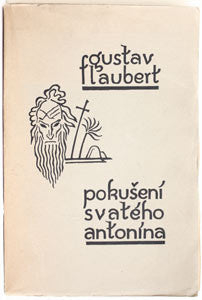 gustav
flaubert
pokušení
svatého
antonína